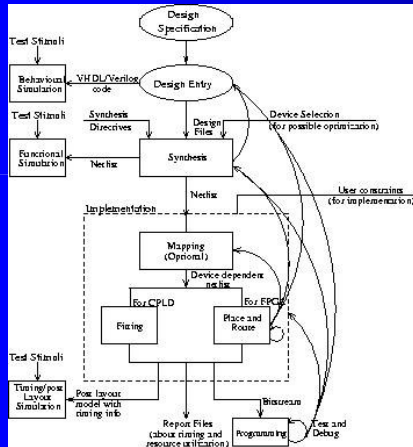 Design
Specification
Test Stimuli
Behavioural
Simulation
VHDL/Verilog
code
Design Entry
Test Stimuli
Synthesis
Directives
Design
Files
Device Selection
(for possible optimization)
Functional
Simulation
Netlist
Synthesis
Netlist
User constraints
(for implementation)
Implementation
Mapping
(Optional)
Device dependent
netlist
For CPLD
For FPGA
Fitting
Place and
Route
Test Stimuli
Timing/post
Layout
Simulation
Post layout
model with
timing info
Report Files
(about timing and
resource utilization)
Bitstream
Programming
Test and
Debug